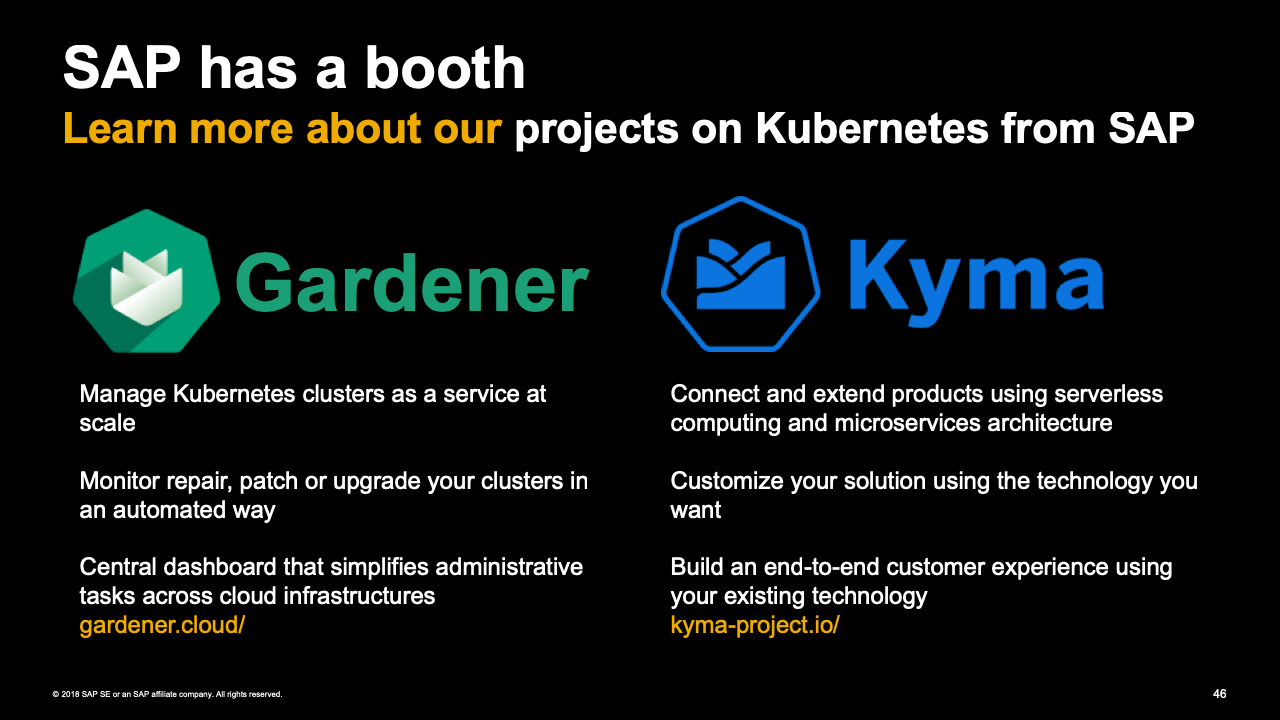 SAP has a booth
Learn more about our projects on Kubernetes from SAP
Gardener
Manage Kubernetes clusters as a service at
scale
Monitor repair, patch or upgrade your clusters in
an automated way
Central dashboard that simplifies administrative
tasks across cloud infrastructures
gardener.cloud/
Kyma
Connect and extend products using serverless
computing and microservices architecture
Customize your solution using the technology you
want
Build an end-to-end customer experience using
your existing technology
kyma-project.io/
© 2018 SAP SE or an SAP affiliate company. All rights reserved.
46